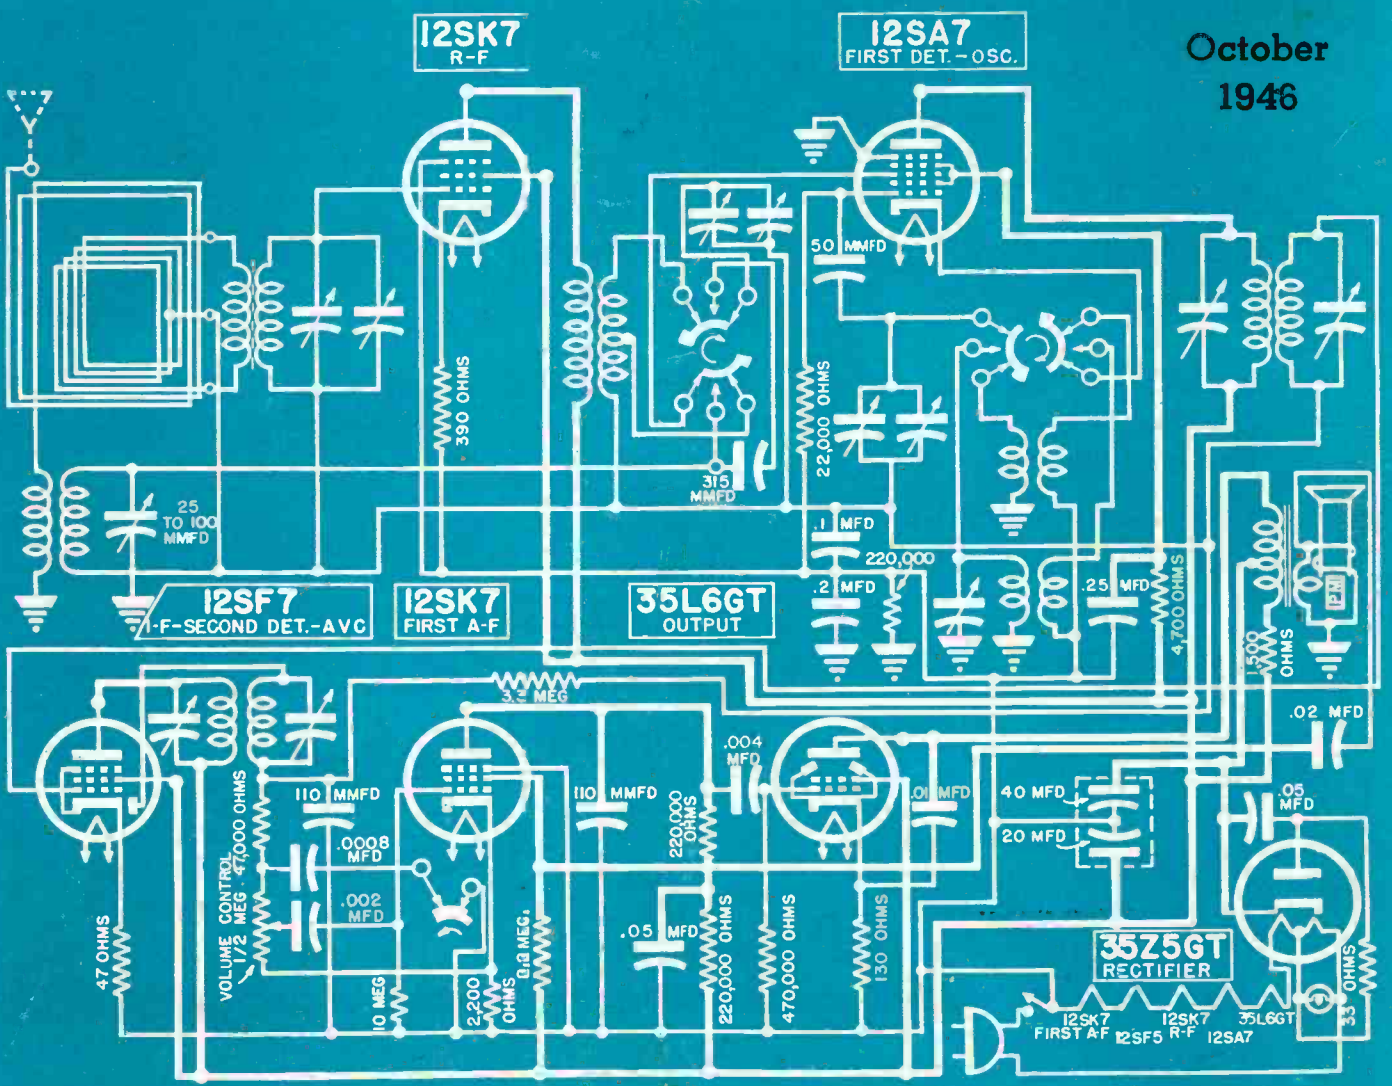 12SK7
R-F
12SA7
FIRST DET.-OSC.
October
1946
50 MMFD
390 OHMS
22,000 OHMS
315
MMFD
25
TO 100
MMFD
.1 MFD
220,000
.2 MFD
.25 MFD
4,700 OHMS
12SF7
I-F-SECOND DET.-AVC
12SK7
FIRST A-F
35L6GT
OUTPUT
PM
1,500
OHMS
MEG
.02 MFD
.004
MFD
110 MMFD
110 MMFD
.01 MFD
40 MFD
20 MFD
.05
MFD
47,000 OHMS
.0008
MFD
220,000
OHMS
VOLUME CONTROL
1/2 MEG.
.002
MFD
47 OHMS
10 MEG
2,200
OHMS
MEG.
.05 MFD
220,000 OHMS
470,000 OHMS
130 OHMS
35Z5GT
RECTIFIER
33 OHMS
12SK7
FIRST A-F
12SF5
12SK7
R-F
12SA7
35L6GT